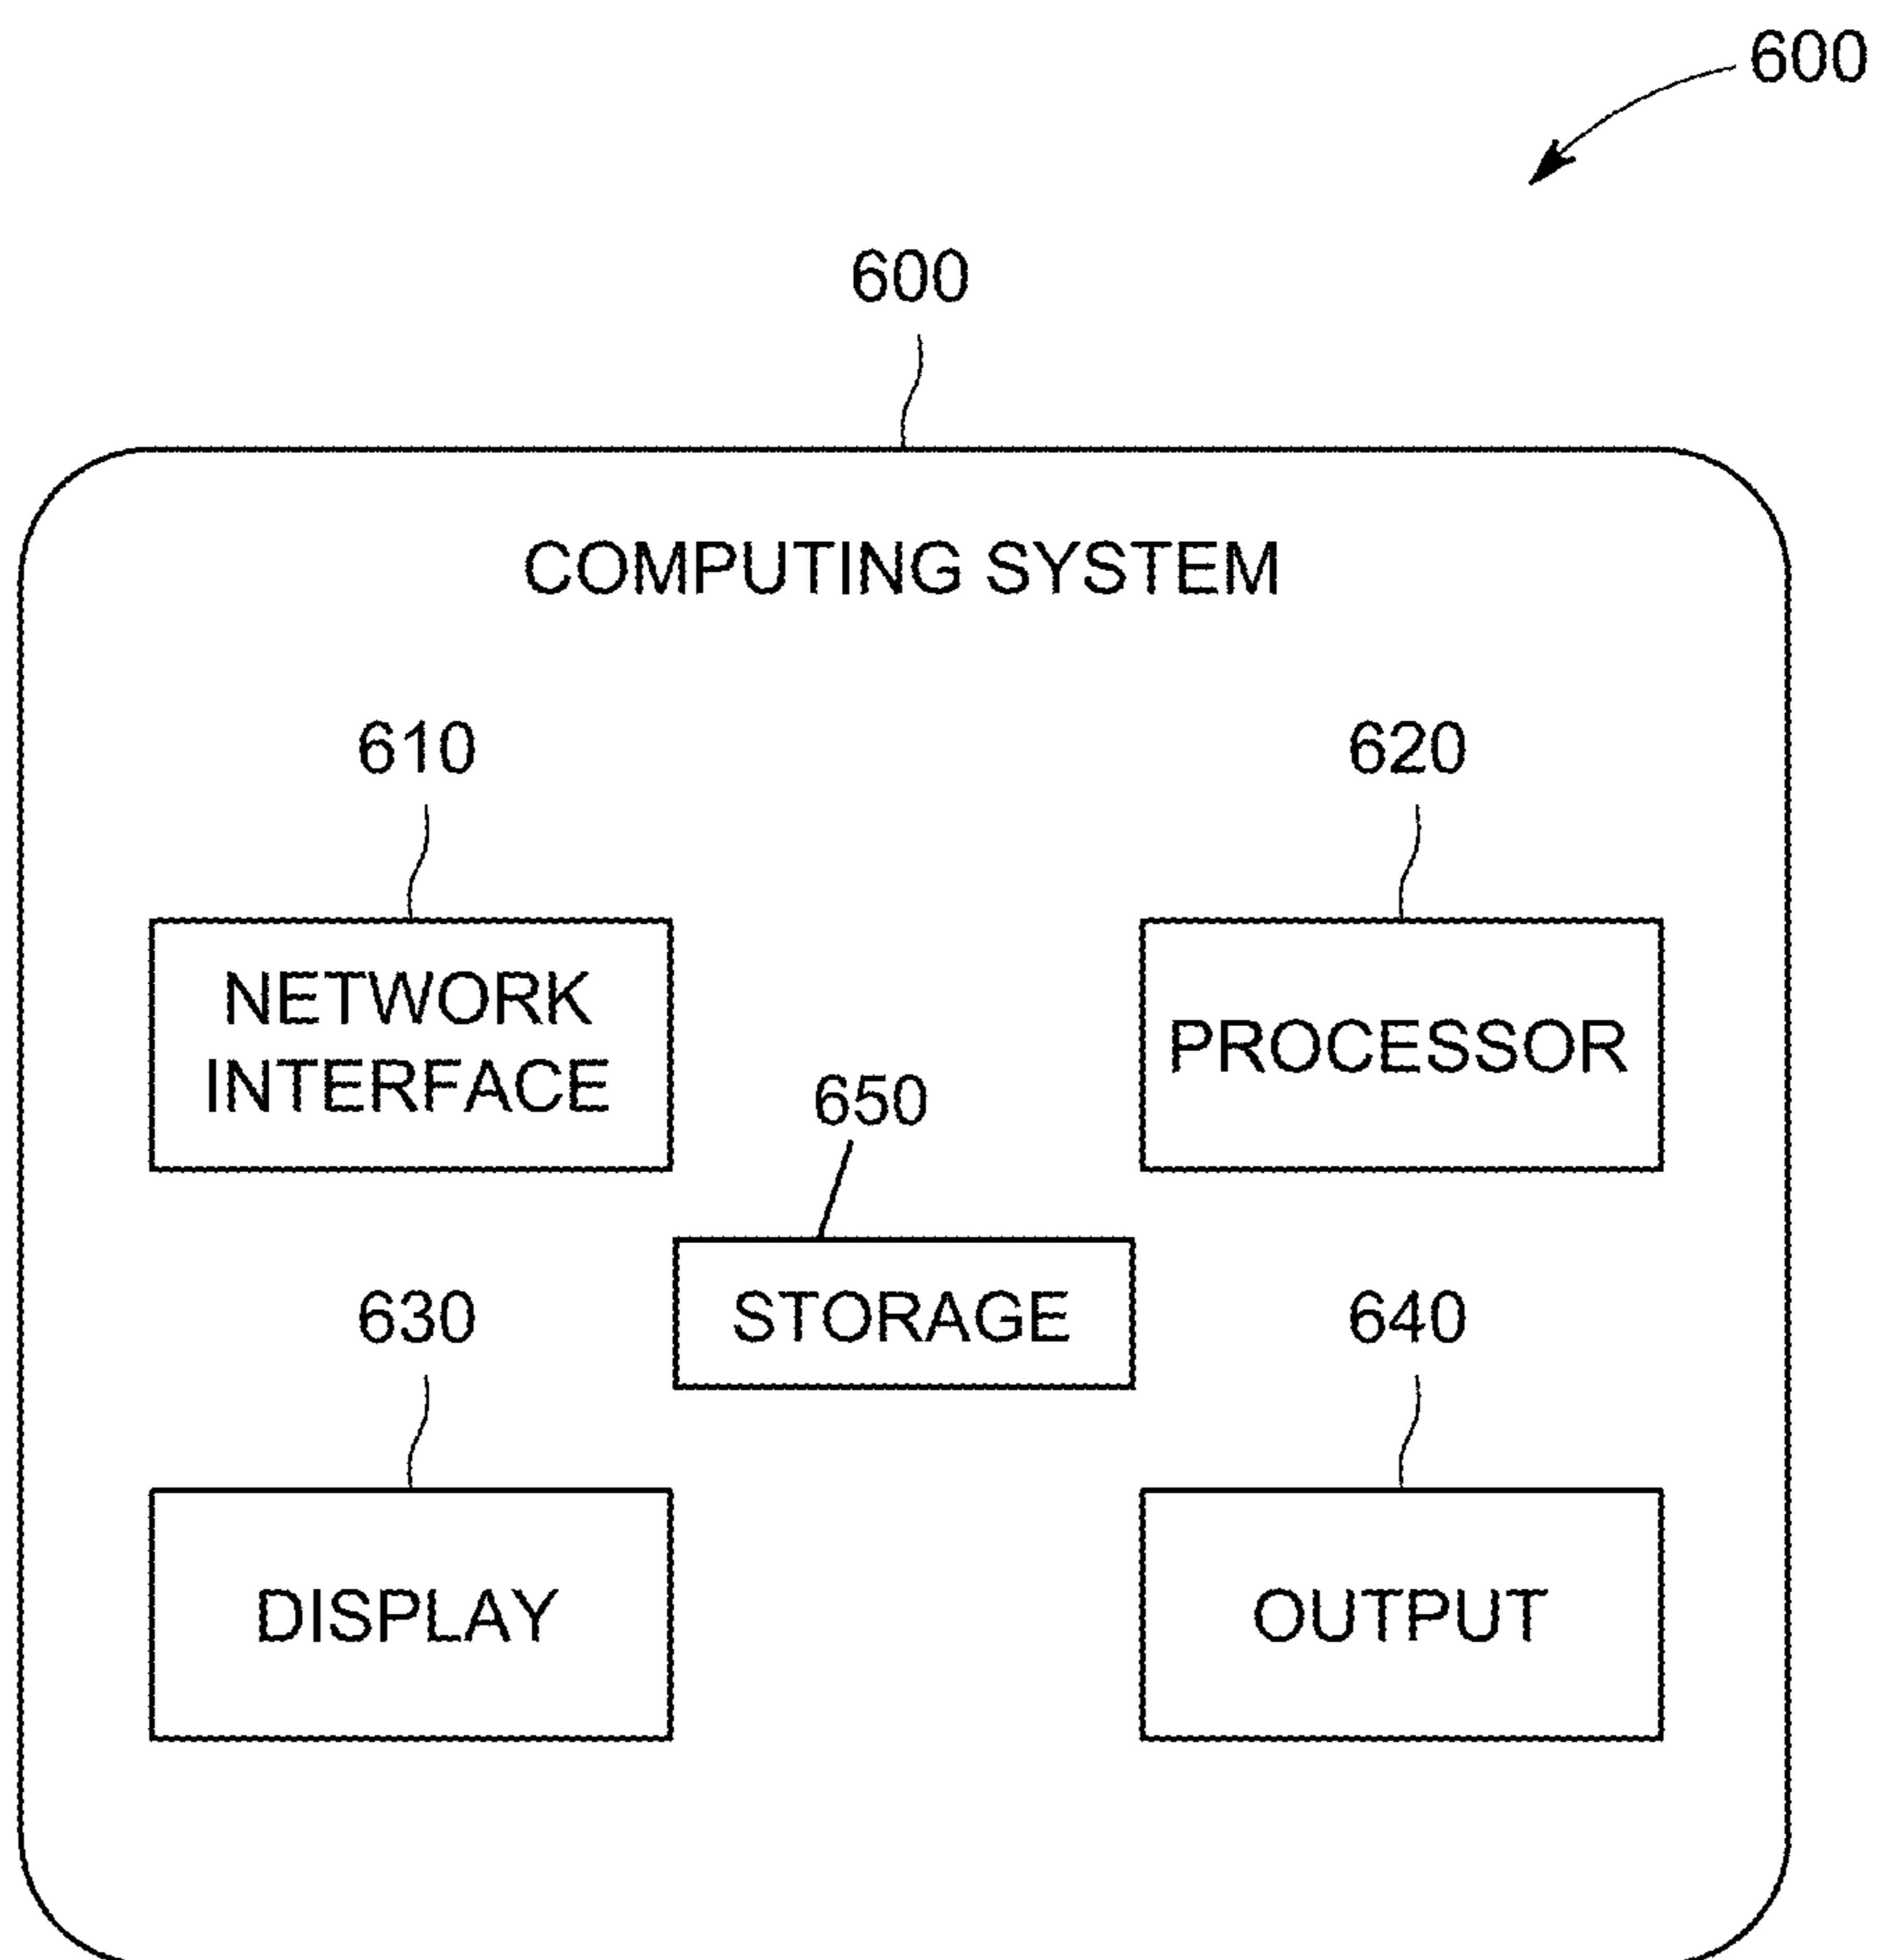 600
600
COMPUTING SYSTEM
610
620
NETWORK
INTERFACE
PROCESSOR
650
STORAGE
630
640
DISPLAY
OUTPUT